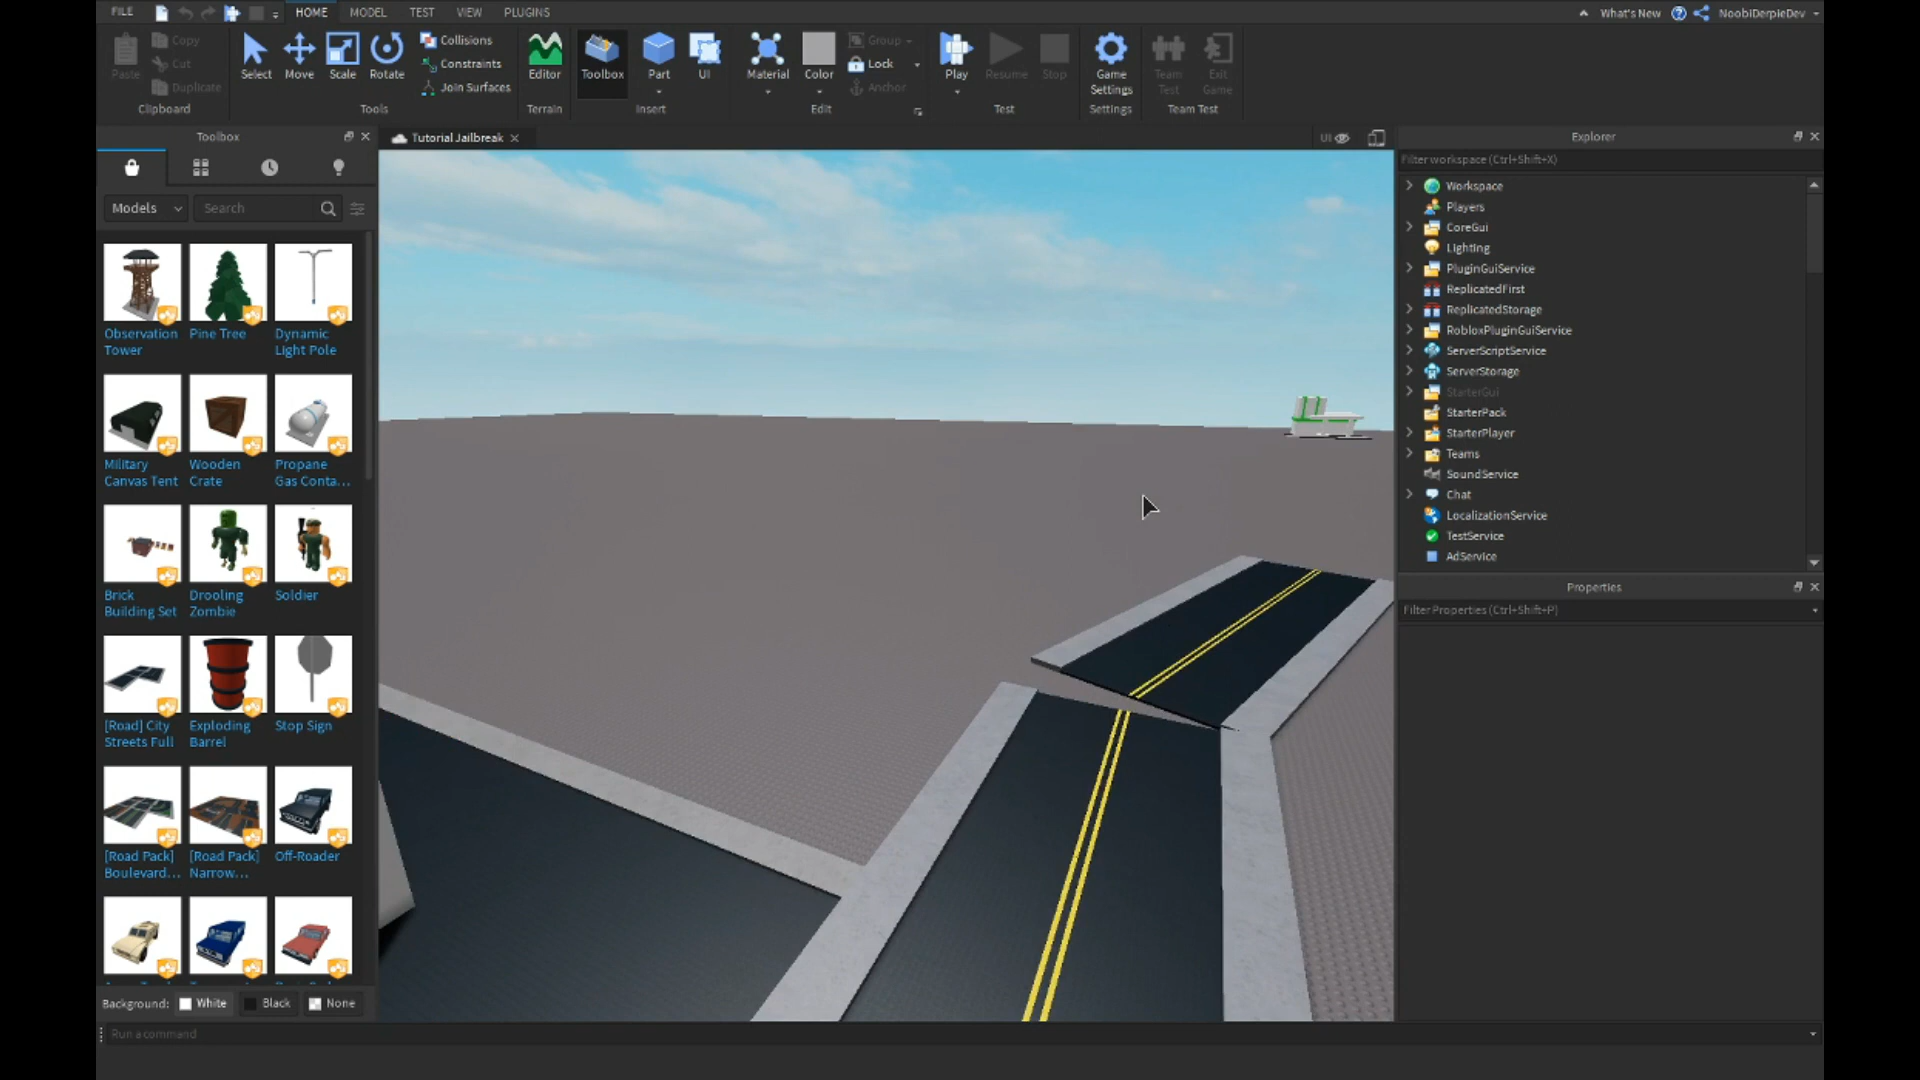 FILE
HOME
MODEL
TEST
VIEW
PLUGINS
What's New
NoobiDerpieDev
Paste
Copy
Cut
Duplicate
Clipboard
Select
Move
Scale
Rotate
Collisions
Constraints
Join Surfaces
Tools
Editor
Terrain
Toolbox
Part
UI
Insert
Material
Color
Group
Lock
Anchor
Edit
Play
Resume
Stop
Test
Game
Settings
Settings
Team
Test
Exit
Game
Team Test
Toolbox
Models
Search
Observation
Tower
Pine Tree
Dynamic
Light Pole
Military
Canvas Tent
Wooden
Crate
Propane
Gas Conta...
Brick
Building Set
Drooling
Zombie
Soldier
[Road] City
Streets Full
Exploding
Barrel
Stop Sign
[Road Pack]
Boulevard...
[Road Pack]
Narrow...
Off-Roader
Background:
White
Black
None
Run a command
Tutorial Jailbreak
UI
Explorer
Filter workspace (Ctrl+Shift+X)
Workspace
Players
CoreGui
Lighting
PluginGuiService
ReplicatedFirst
ReplicatedStorage
RobloxPluginGuiService
ServerScriptService
ServerStorage
StarterGui
StarterPack
StarterPlayer
Teams
SoundService
Chat
LocalizationService
TestService
AdService
Properties
Filter Properties (Ctrl+Shift+P)